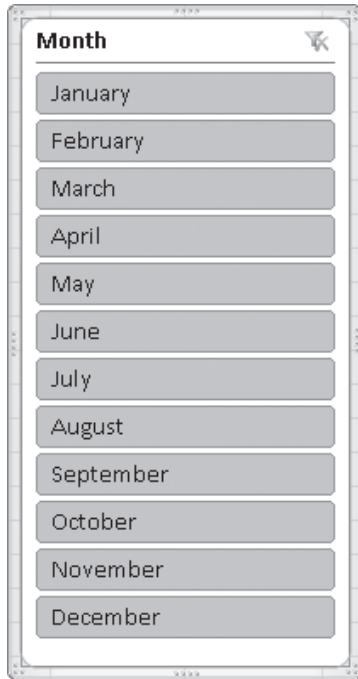 Month
January
February
March
April
May
June
July
August
September
October
November
December